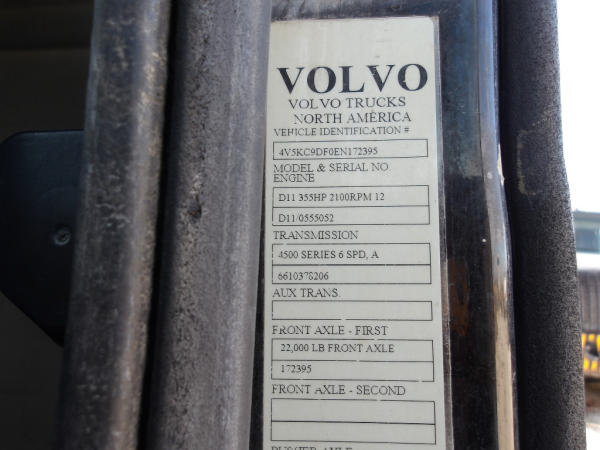 VOLVO
VOLVO TRUCKS
NORTH AMERICA
VEHICLE IDENTIFICATION #
4V5KC9DF0EN172395
MODEL & SERIAL NO.
ENGINE
D11 355HP 2100RPM 12
D11/0555052
TRANSMISSION
4500 SERIES 6 SPD, A
6610378206
AUX TRANS.
FRONT AXLE - FIRST
22,000 LB FRONT AXLE
172395
FRONT AXLE - SECOND
PUSHER AXLE